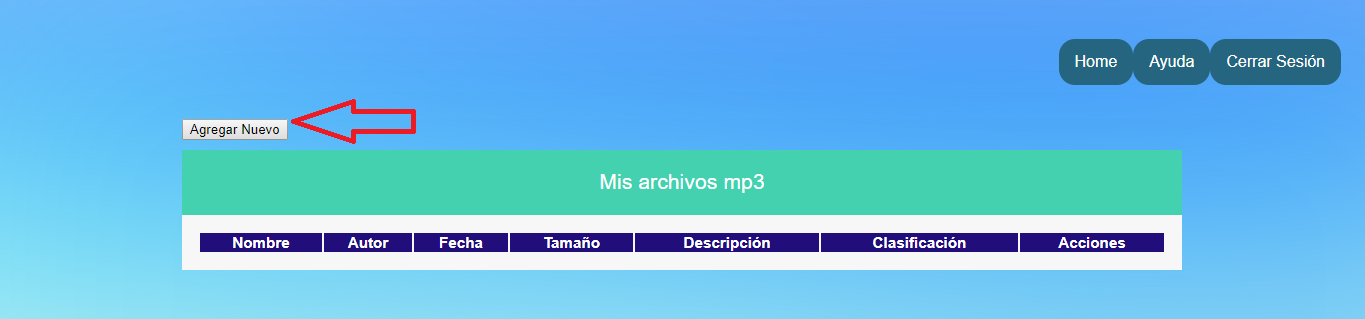 Home Ayuda Cerrar Sesión
Agregar Nuevo
Mis archivos mp3
Nombre Autor Fecha Tamaño Descripción Clasificación Acciones